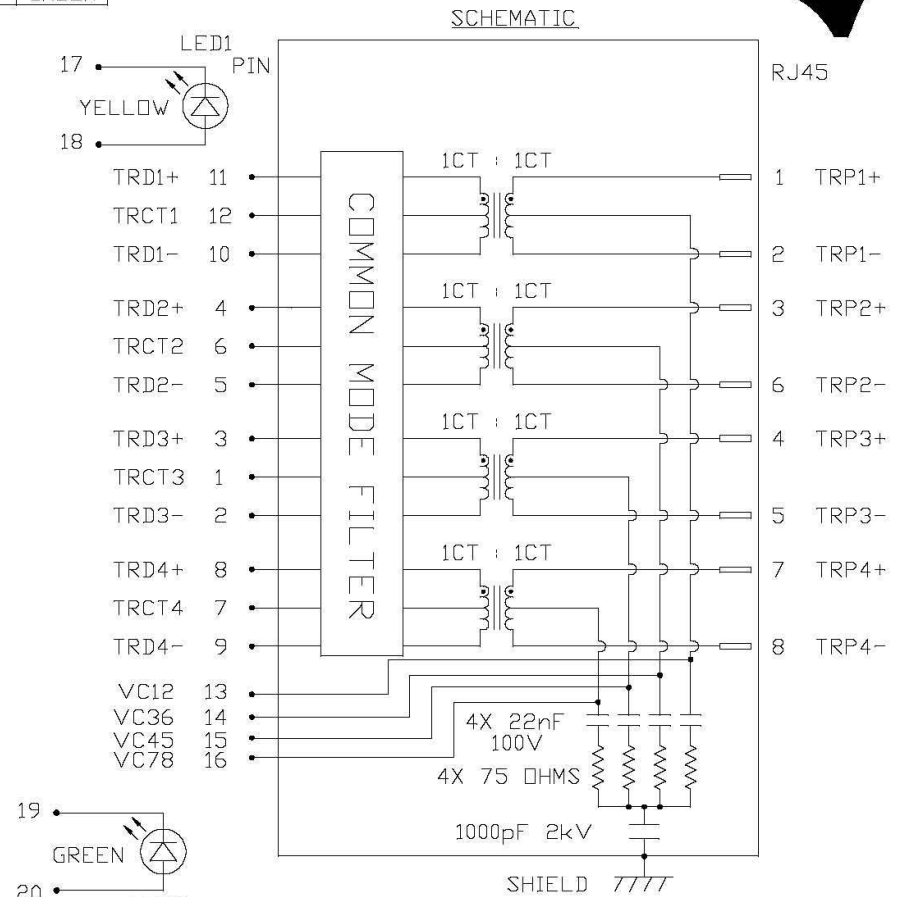 SCHEMATIC
LED1
PIN
RJ45
17
YELLOW
18
1CT : 1CT
TRD1+ 11
1 TRP1+
TRCT1 12
TRD1- 10
2 TRP1-
1CT : 1CT
TRD2+ 4
3 TRP2+
TRCT2 6
TRD2- 5
6 TRP2-
1CT : 1CT
TRD3+ 3
4 TRP3+
TRCT3 1
TRD3- 2
5 TRP3-
1CT : 1CT
TRD4+ 8
7 TRP4+
TRCT4 7
TRD4- 9
8 TRP4-
COMMON MODE FILTER
VC12 13
VC36 14
VC45 15
VC78 16
4X 22nF
100V
4X 75 OHMS
1000pF 2kV
SHIELD
19
GREEN
20